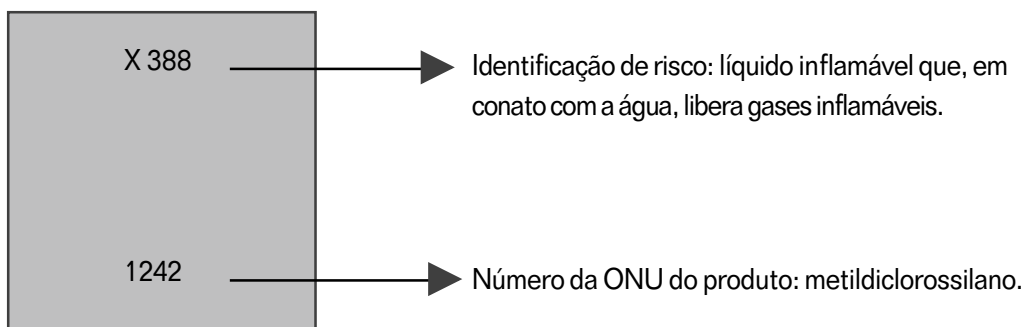 X 388
Identificação de risco: líquido inflamável que, em
conato com a água, libera gases inflamáveis.
1242
Número da ONU do produto: metildiclorossilano.